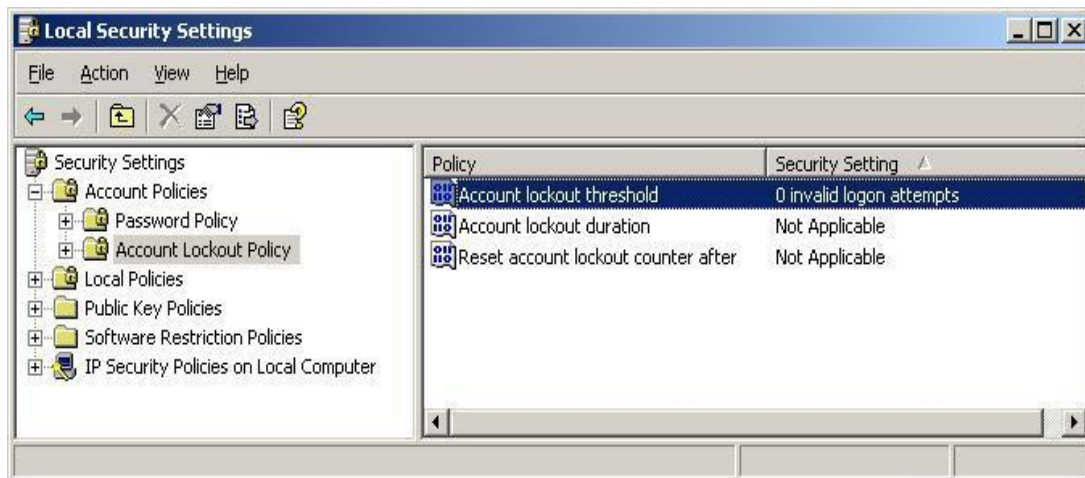 Local Security Settings
File Action View Help
Security Settings
Account Policies
Password Policy
Account Lockout Policy
Local Policies
Public Key Policies
Software Restriction Policies
IP Security Policies on Local Computer
Policy Security Setting
Account lockout threshold 0 invalid logon attempts
Account lockout duration Not Applicable
Reset account lockout counter after Not Applicable